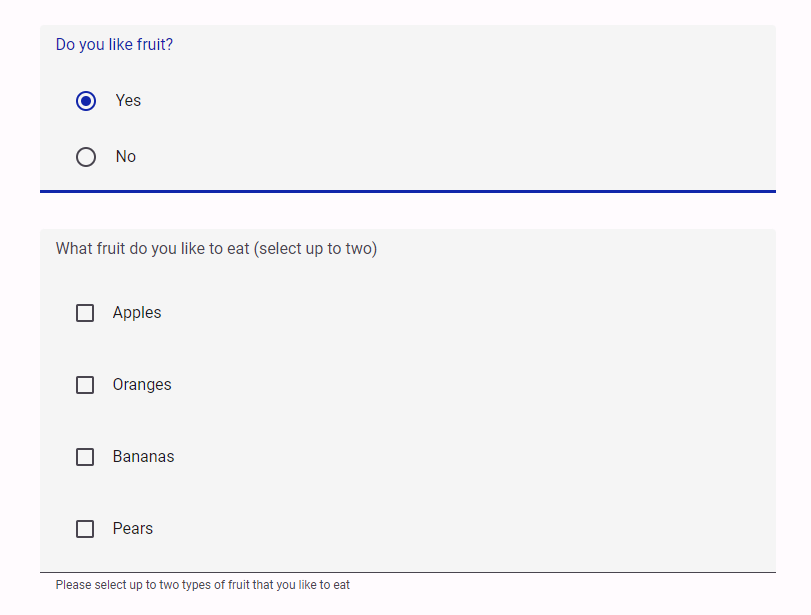 Do you like fruit?
Yes
No
What fruit do you like to eat (select up to two)
Apples
Oranges
Bananas
Pears
Please select up to two types of fruit that you like to eat